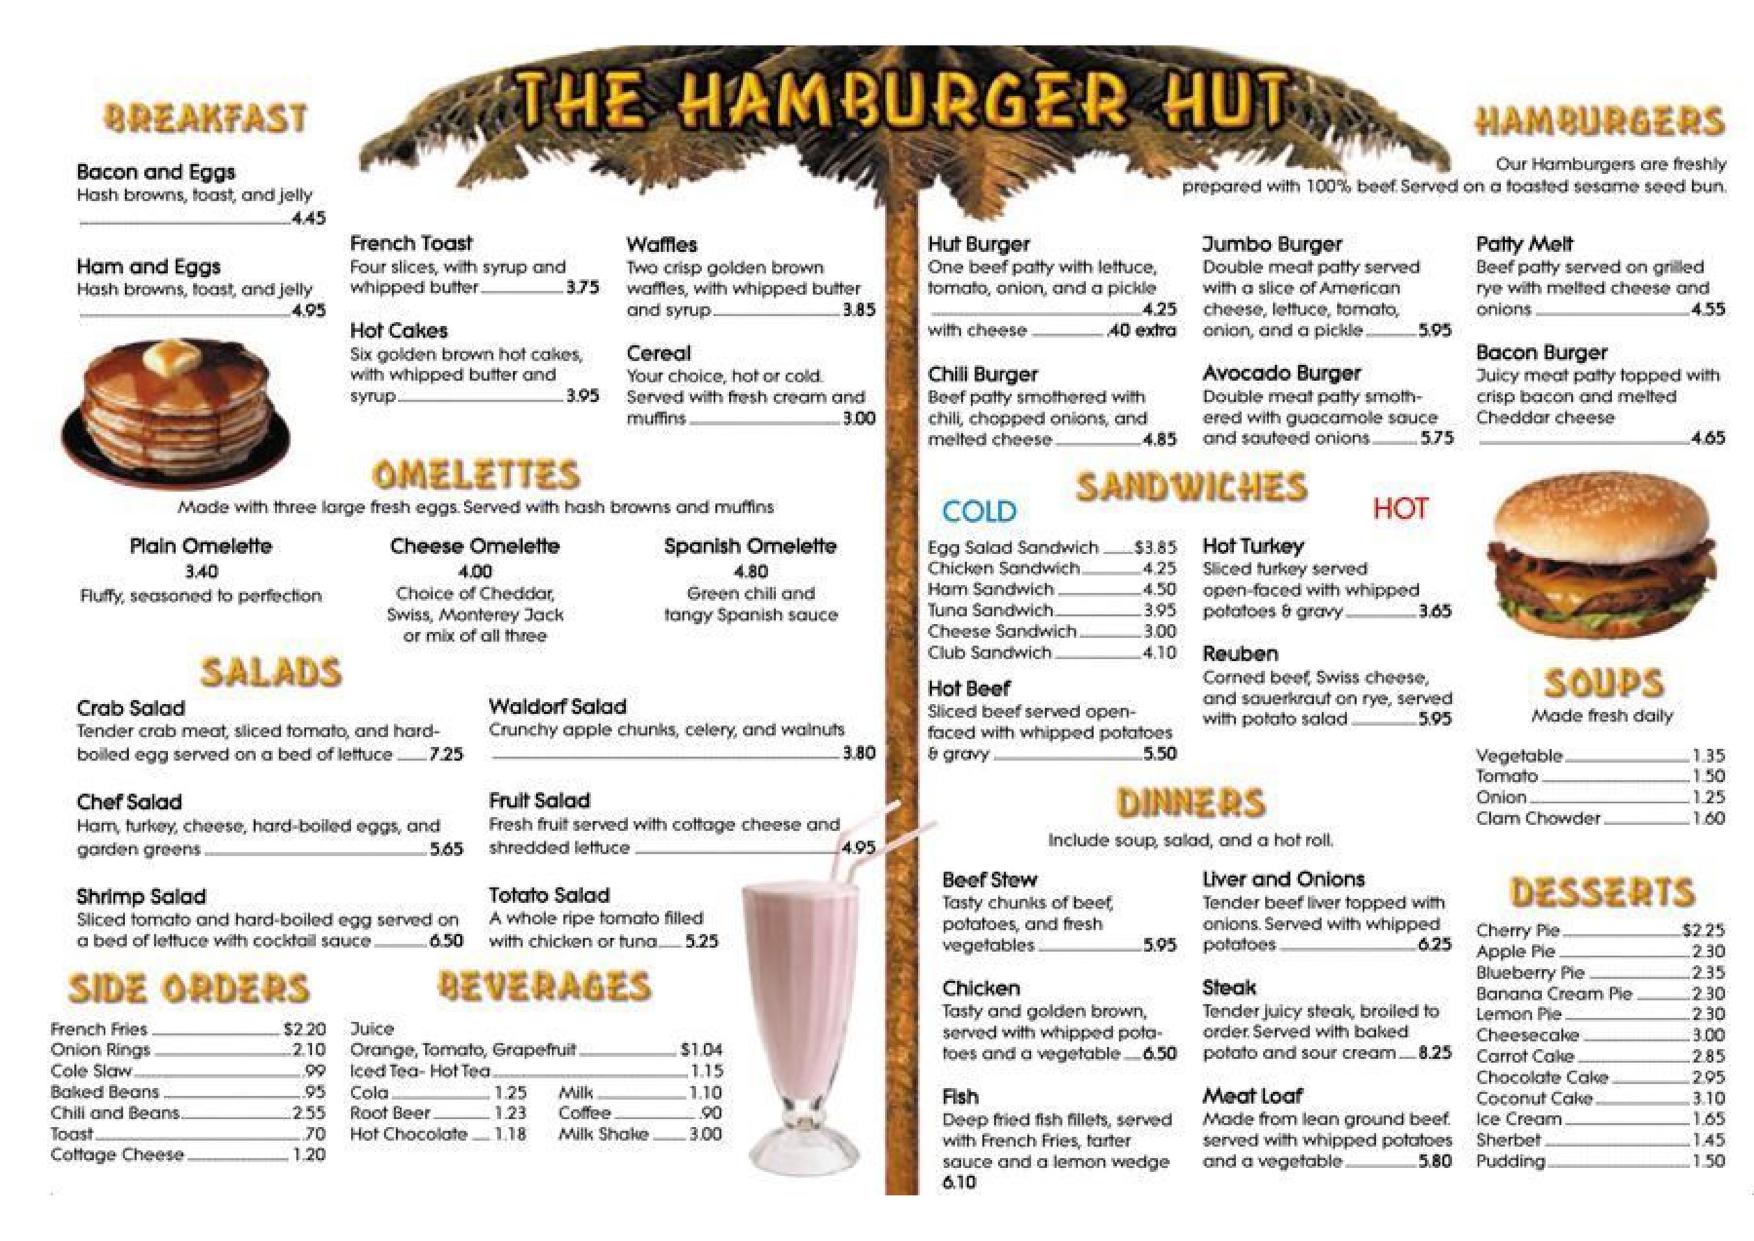 THE HAMBURGER HUT
BREAKFAST
Bacon and Eggs
Hash browns, toast, and jelly
4.45
Ham and Eggs
Hash browns, toast, and jelly
4.95
French Toast
Four slices, with syrup and
whipped butter 3.75
Hot Cakes
Six golden brown hot cakes,
with whipped butter and
syrup 3.95
Waffles
Two crisp golden brown
waffles, with whipped butter
and syrup 3.85
Cereal
Your choice, hot or cold.
Served with fresh cream and
muffins 3.00
OMELETTES
Made with three large fresh eggs. Served with hash browns and muffins
Plain Omelette
3.40
Fluffy, seasoned to perfection
Cheese Omelette
4.00
Choice of Cheddar,
Swiss, Monterey Jack
or mix of all three
Spanish Omelette
4.80
Green chili and
tangy Spanish sauce
SALADS
Crab Salad
Tender crab meat, sliced tomato, and hard-
boiled egg served on a bed of lettuce 7.25
Chef Salad
Ham, turkey, cheese, hard-boiled eggs, and
garden greens 5.65
Shrimp Salad
Sliced tomato and hard-boiled egg served on
a bed of lettuce with cocktail sauce 6.50
Waldorf Salad
Crunchy apple chunks, celery, and walnuts
3.80
Fruit Salad
Fresh fruit served with cottage cheese and
shredded lettuce 4.95
Totato Salad
A whole ripe tomato filled
with chicken or tuna 5.25
SIDE ORDERS
French Fries $2.20
Onion Rings 2.10
Cole Slaw .99
Baked Beans .95
Chili and Beans 2.55
Toast .70
Cottage Cheese 1.20
BEVERAGES
Juice
Orange, Tomato, Grapefruit $1.04
Iced Tea- Hot Tea 1.15
Cola 1.25 Milk 1.10
Root Beer 1.23 Coffee .90
Hot Chocolate 1.18 Milk Shake 3.00
HAMBURGERS
Our Hamburgers are freshly
prepared with 100% beef. Served on a toasted sesame seed bun.
Hut Burger
One beef patty with lettuce,
tomato, onion, and a pickle
4.25
with cheese .40 extra
Chili Burger
Beef patty smothered with
chili, chopped onions, and
melted cheese 4.85
Jumbo Burger
Double meat patty served
with a slice of American
cheese, lettuce, tomato,
onion, and a pickle 5.95
Avocado Burger
Double meat patty smoth-
ered with guacamole sauce
and sauteed onions 5.75
Patty Melt
Beef patty served on grilled
rye with melted cheese and
onions 4.55
Bacon Burger
Juicy meat patty topped with
crisp bacon and melted
Cheddar cheese
4.65
SANDWICHES
COLD
Egg Salad Sandwich $3.85
Chicken Sandwich 4.25
Ham Sandwich 4.50
Tuna Sandwich 3.95
Cheese Sandwich 3.00
Club Sandwich 4.10
Hot Beef
Sliced beef served open-
faced with whipped potatoes
& gravy 5.50
HOT
Hot Turkey
Sliced turkey served
open-faced with whipped
potatoes & gravy 3.65
Reuben
Corned beef, Swiss cheese,
and sauerkraut on rye, served
with potato salad 5.95
SOUPS
Made fresh daily
Vegetable 1.35
Tomato 1.50
Onion 1.25
Clam Chowder 1.60
DINNERS
Include soup, salad, and a hot roll.
Beef Stew
Tasty chunks of beef,
potatoes, and fresh
vegetables 5.95
Chicken
Tasty and golden brown,
served with whipped pota-
toes and a vegetable 6.50
Fish
Deep fried fish fillets, served
with French Fries, tarter
sauce and a lemon wedge
6.10
Liver and Onions
Tender beef liver topped with
onions. Served with whipped
potatoes 6.25
Steak
Tender juicy steak, broiled to
order. Served with baked
potato and sour cream 8.25
Meat Loaf
Made from lean ground beef.
served with whipped potatoes
and a vegetable 5.80
DESSERTS
Cherry Pie $2.25
Apple Pie 2.30
Blueberry Pie 2.35
Banana Cream Pie 2.30
Lemon Pie 2.30
Cheesecake 3.00
Carrot Cake 2.85
Chocolate Cake 2.95
Coconut Cake 3.10
Ice Cream 1.65
Sherbet 1.45
Pudding 1.50